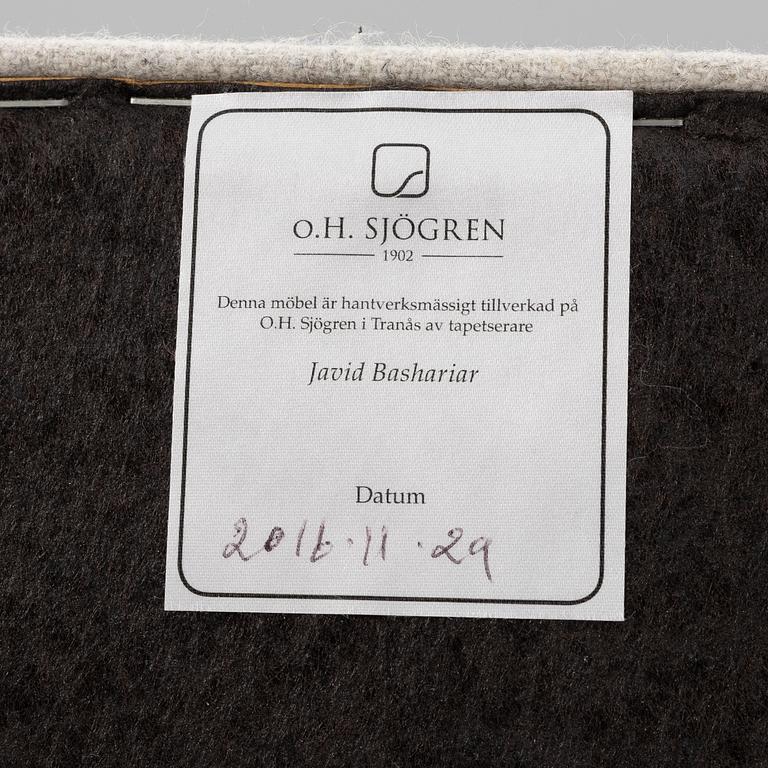 O.H. SJÖGREN
1902
Denna möbel är hantverksmässigt tillverkad på
O.H. Sjögren i Tranås av tapetserare
Javid Bashariar
Datum
2016.11.29